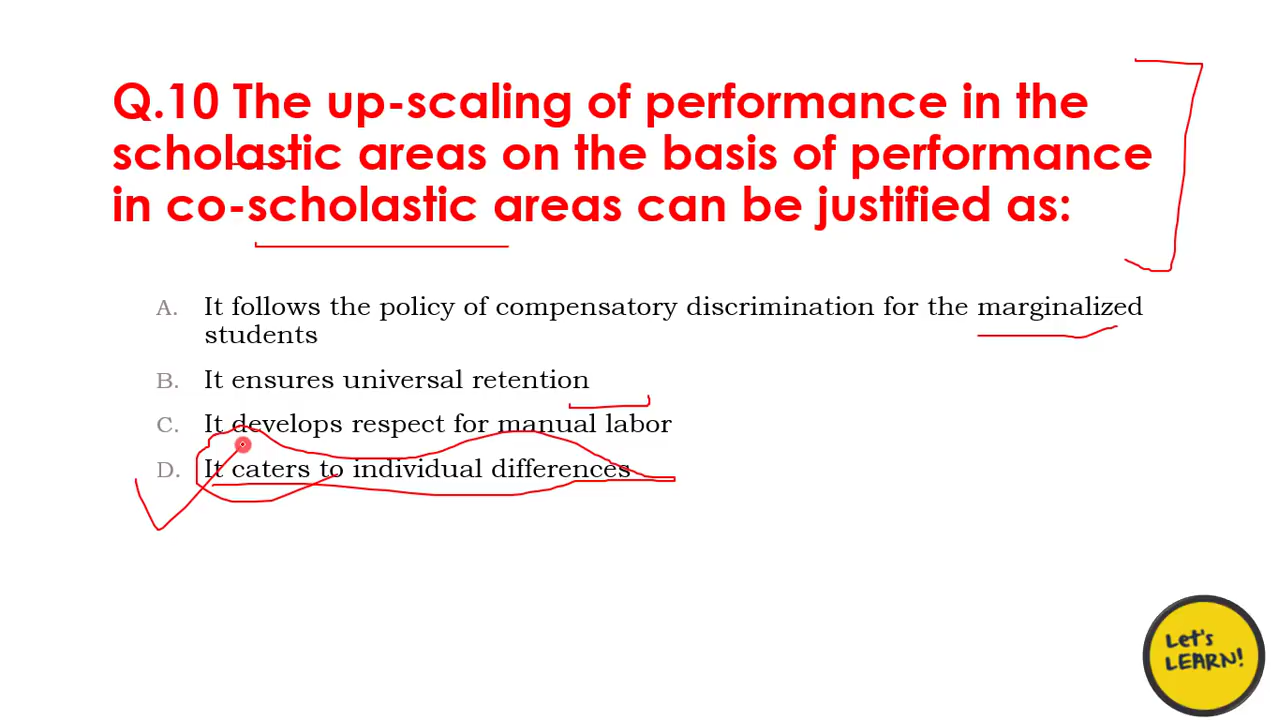 Q.10 The up-scaling of performance in the
scholastic areas on the basis of performance
in co-scholastic areas can be justified as:
A. It follows the policy of compensatory discrimination for the marginalized
students
B. It ensures universal retention
C. It develops respect for manual labor
D. It caters to individual differences
Let's
LEARN!